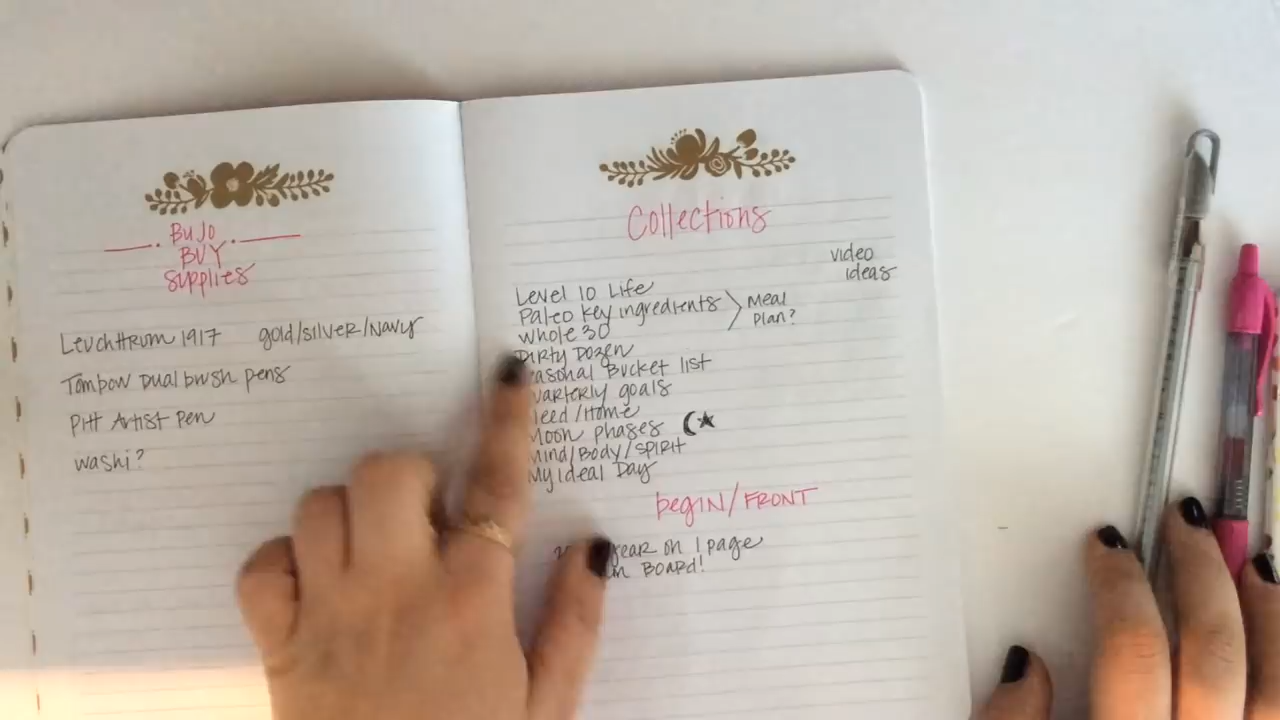 BUJO
BUY
supplies
Leuchttrum 1917 gold/silver/Navy
Tombow Dual brush pens
Pitt Artist Pen
washi?
Collections
video
ideas
Level 10 Life
Paleo key ingredients
Meal
Plan?
Whole 30
Dirty Dozen
Bucket list
goals
/Home
Moon phases
Mind/Body/SPIRIT
My Ideal Day
begin/FRONT
year on 1 page
Board!